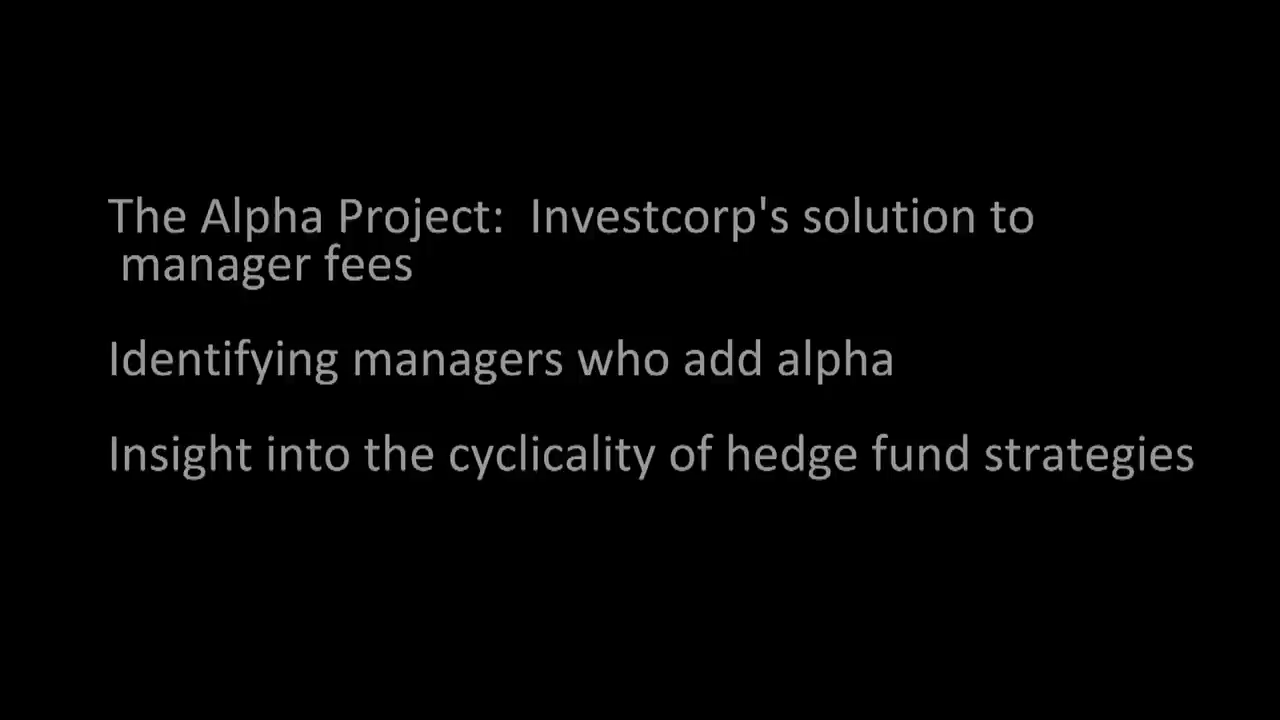 The Alpha Project:  Investcorp's solution to
manager fees
Identifying managers who add alpha
Insight into the cyclicality of hedge fund strategies